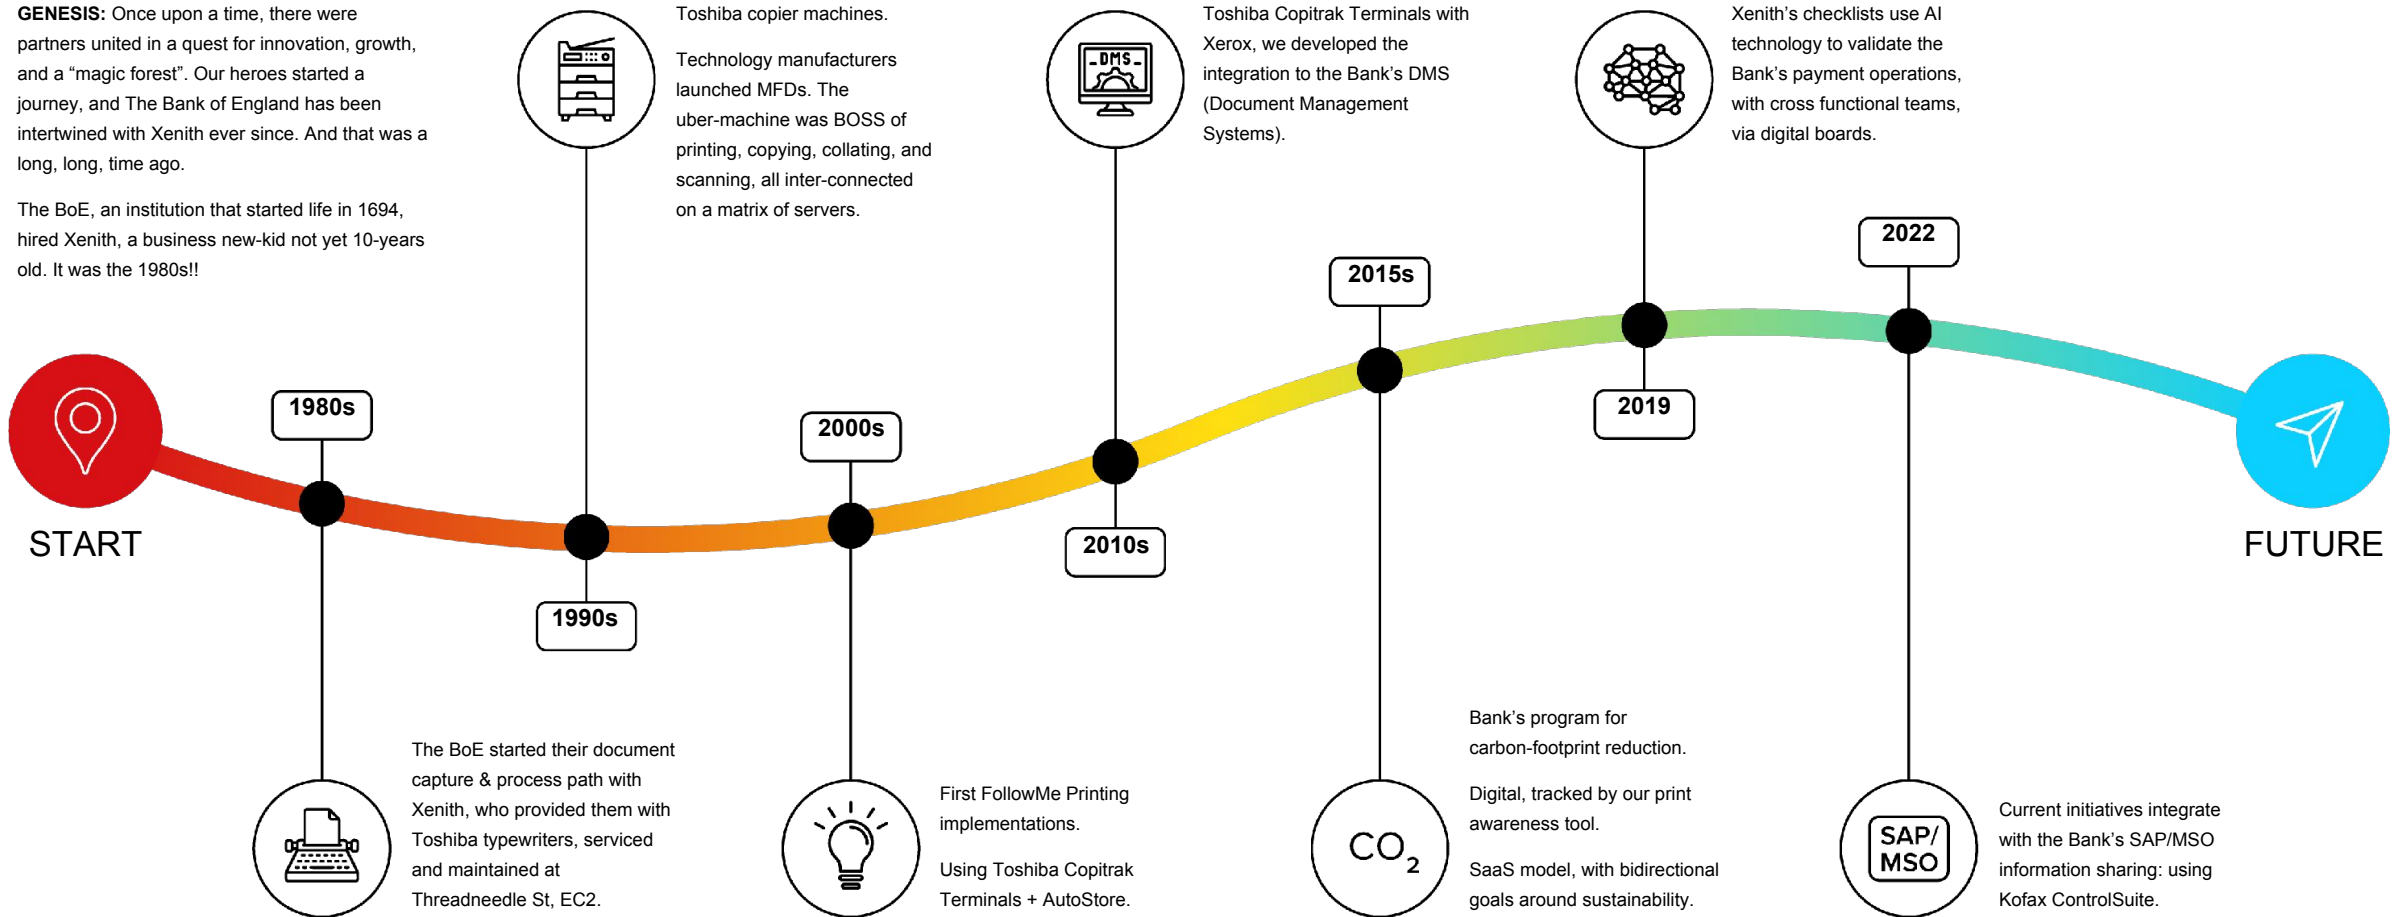 GENESIS: Once upon a time, there were
partners united in a quest for innovation, growth,
and a “magic forest”. Our heroes started a
journey, and The Bank of England has been
intertwined with Xenith ever since. And that was a
long, long, time ago.
The BoE, an institution that started life in 1694,
hired Xenith, a business new-kid not yet 10-years
old. It was the 1980s!!
Toshiba copier machines.
Technology manufacturers
launched MFDs. The
uber-machine was BOSS of
printing, copying, collating, and
scanning, all inter-connected
on a matrix of servers.
DMS
Toshiba Copitrak Terminals with
Xerox, we developed the
integration to the Bank’s DMS
(Document Management
Systems).
Xenith’s checklists use AI
technology to validate the
Bank’s payment operations,
with cross functional teams,
via digital boards.
START
1980s
1990s
2000s
2010s
2015s
2019
2022
FUTURE
The BoE started their document
capture & process path with
Xenith, who provided them with
Toshiba typewriters, serviced
and maintained at
Threadneedle St, EC2.
First FollowMe Printing
implementations.
Using Toshiba Copitrak
Terminals + AutoStore.
CO2
Bank’s program for
carbon-footprint reduction.
Digital, tracked by our print
awareness tool.
SaaS model, with bidirectional
goals around sustainability.
SAP/
MSO
Current initiatives integrate
with the Bank’s SAP/MSO
information sharing: using
Kofax ControlSuite.